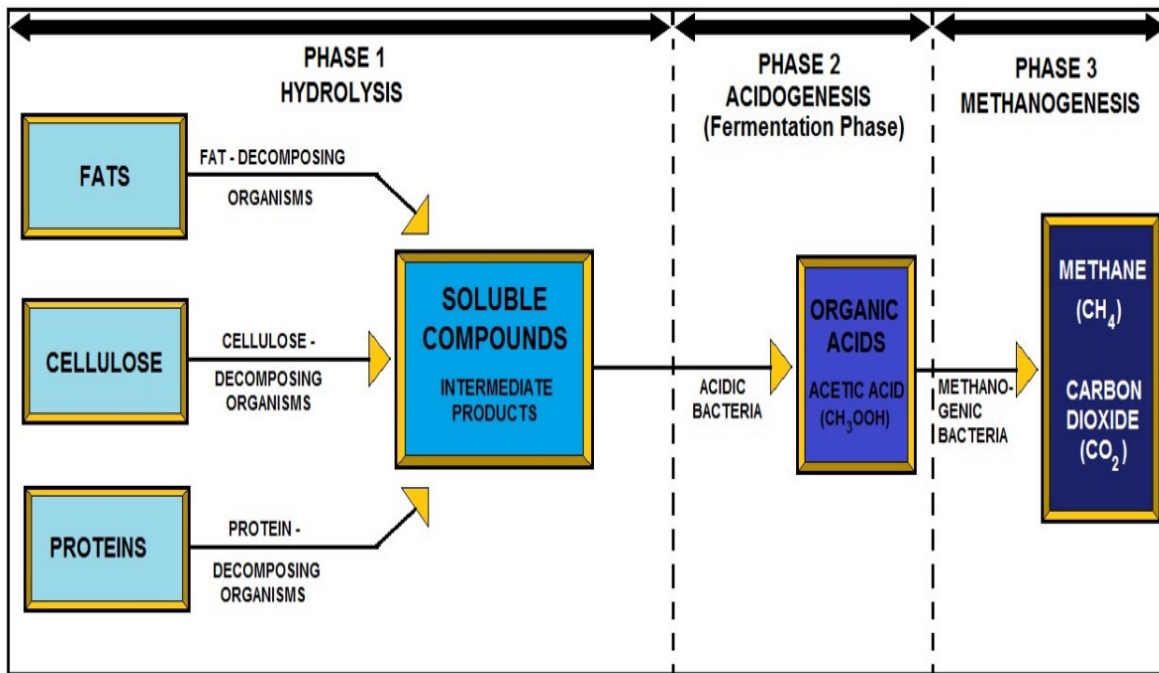 PHASE 1
HYDROLYSIS
PHASE 2
ACIDOGENESIS
(Fermentation Phase)
PHASE 3
METHANOGENESIS
FATS
FAT - DECOMPOSING
ORGANISMS
CELLULOSE
CELLULOSE -
DECOMPOSING
ORGANISMS
PROTEINS
PROTEIN -
DECOMPOSING
ORGANISMS
SOLUBLE
COMPOUNDS
INTERMEDIATE
PRODUCTS
ACIDIC
BACTERIA
ORGANIC
ACIDS
ACETIC ACID
(CH₃OOH)
METHANO-
GENIC
BACTERIA
METHANE
(CH₄)
CARBON
DIOXIDE
(CO₂)